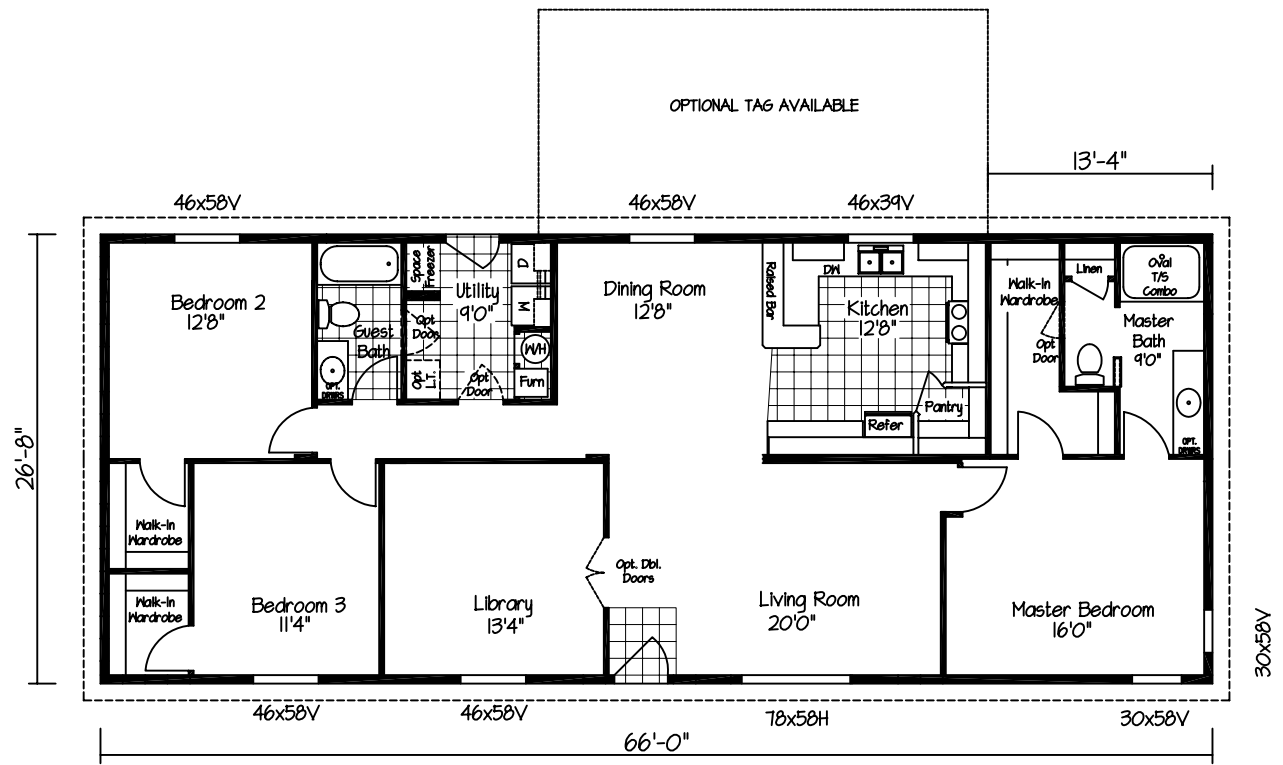 OPTIONAL TAG AVAILABLE
13'-4"
46x58V
46x58V
46x39V
Bedroom 2
12'8"
Space
Freezer
Utility
9'0"
D
W
W/H
Furn
Opt
Door
Opt
L.T.
Opt
Door
Guest
Bath
OPT.
DRWRS
Dining Room
12'8"
Raised Bar
DW
Kitchen
12'8"
Pantry
Refer
Walk-In
Wardrobe
Opt
Door
Linen
Oval
T/S
Combo
Master
Bath
9'0"
OPT.
DRWRS
26'-8"
Walk-In
Wardrobe
Walk-In
Wardrobe
Bedroom 3
11'4"
Library
13'4"
Opt. Dbl.
Doors
Living Room
20'0"
Master Bedroom
16'0"
30x58V
46x58V
46x58V
78x58H
30x58V
66'-0"